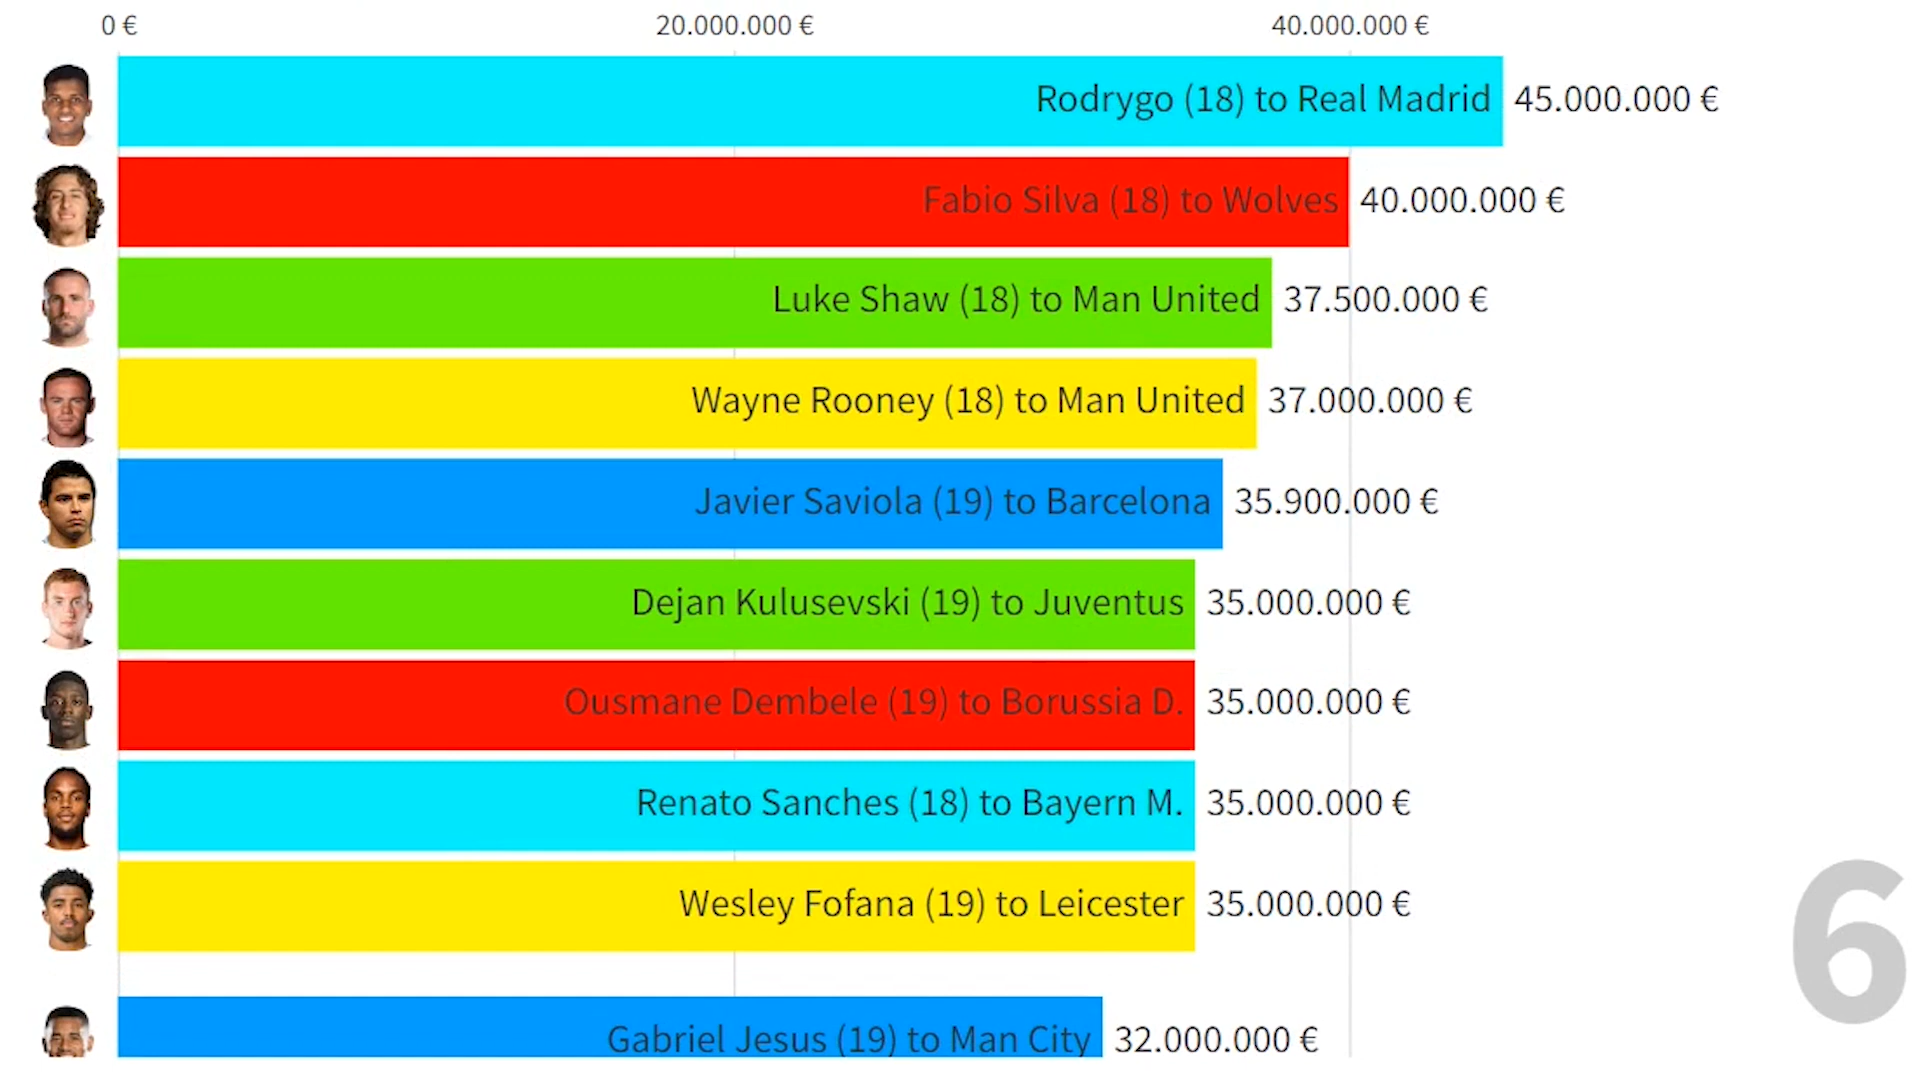 0 € 20.000.000 € 40.000.000 €
Rodrygo (18) to Real Madrid 45.000.000 €
Fabio Silva (18) to Wolves 40.000.000 €
Luke Shaw (18) to Man United 37.500.000 €
Wayne Rooney (18) to Man United 37.000.000 €
Javier Saviola (19) to Barcelona 35.900.000 €
Dejan Kulusevski (19) to Juventus 35.000.000 €
Ousmane Dembele (19) to Borussia D. 35.000.000 €
Renato Sanches (18) to Bayern M. 35.000.000 €
Wesley Fofana (19) to Leicester 35.000.000 €
6
Gabriel Jesus (19) to Man City 32.000.000 €